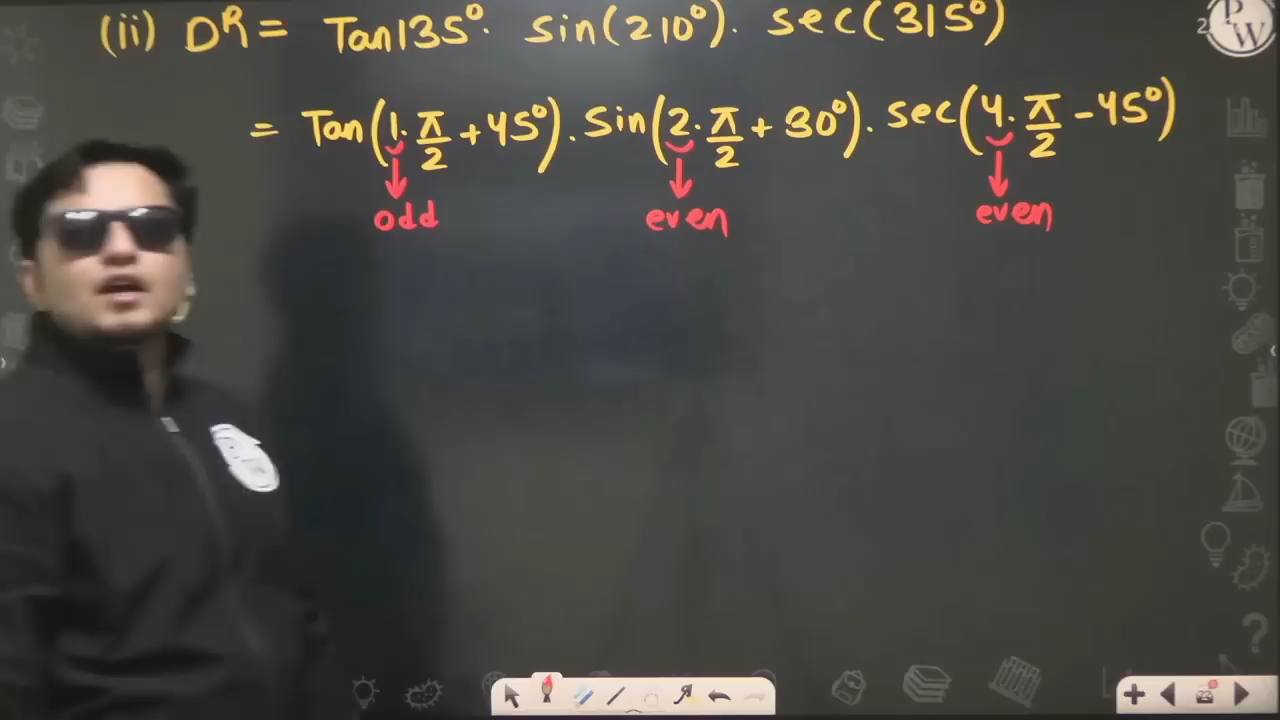 (ii) DR = Tan135°. sin(210°). sec(315°)
= Tan(1.π/2 + 45°). sin(2.π/2 + 30°). sec(4.π/2 - 45°)
odd even even
P
W